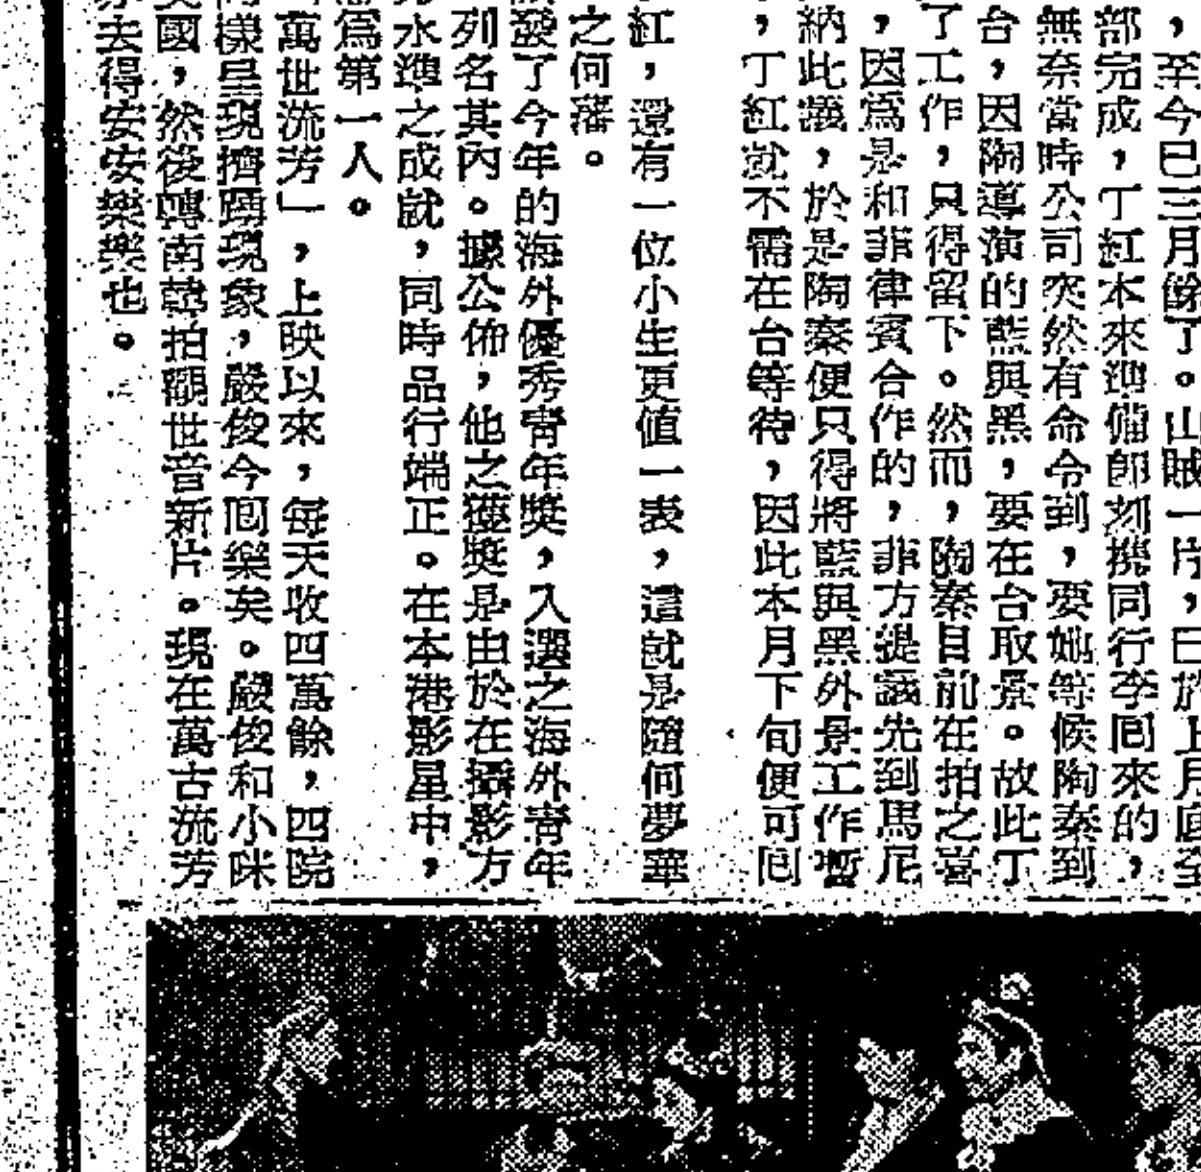 ，至今已三月餘了。山賊一片，已於上月底全
部完成，丁紅本來準備卽刻携同行李囘來的，
無奈當時公司突然有命令到，要她等候陶秦到
台，因陶導演的藍與黑，要在台取景。故此丁
了工作，只得留下。然而，陶秦目前在拍之喜
，因爲是和菲律賓合作的，菲方提議先到馬尼
納此議，於是陶秦便只得將藍與黑外景工作暫
，丁紅就不需在台等待，因此本月下旬便可囘
紅，還有一位小生更值一表，這就是隨何夢華
之何藩。
發了今年的海外優秀靑年獎，入選之海外靑年
列名其內。據公佈，他之獲獎是由於在攝影方
水準之成就，同時品行端正。在本港影星中，
爲第一人。
萬世流芳」，上映以來，每天收四萬餘，四院
樣呈現擠踴現象，嚴俊今囘樂矣。嚴俊和小咪
國，然後轉南韓拍觀世音新片。現在萬古流芳
去得安安樂樂也。